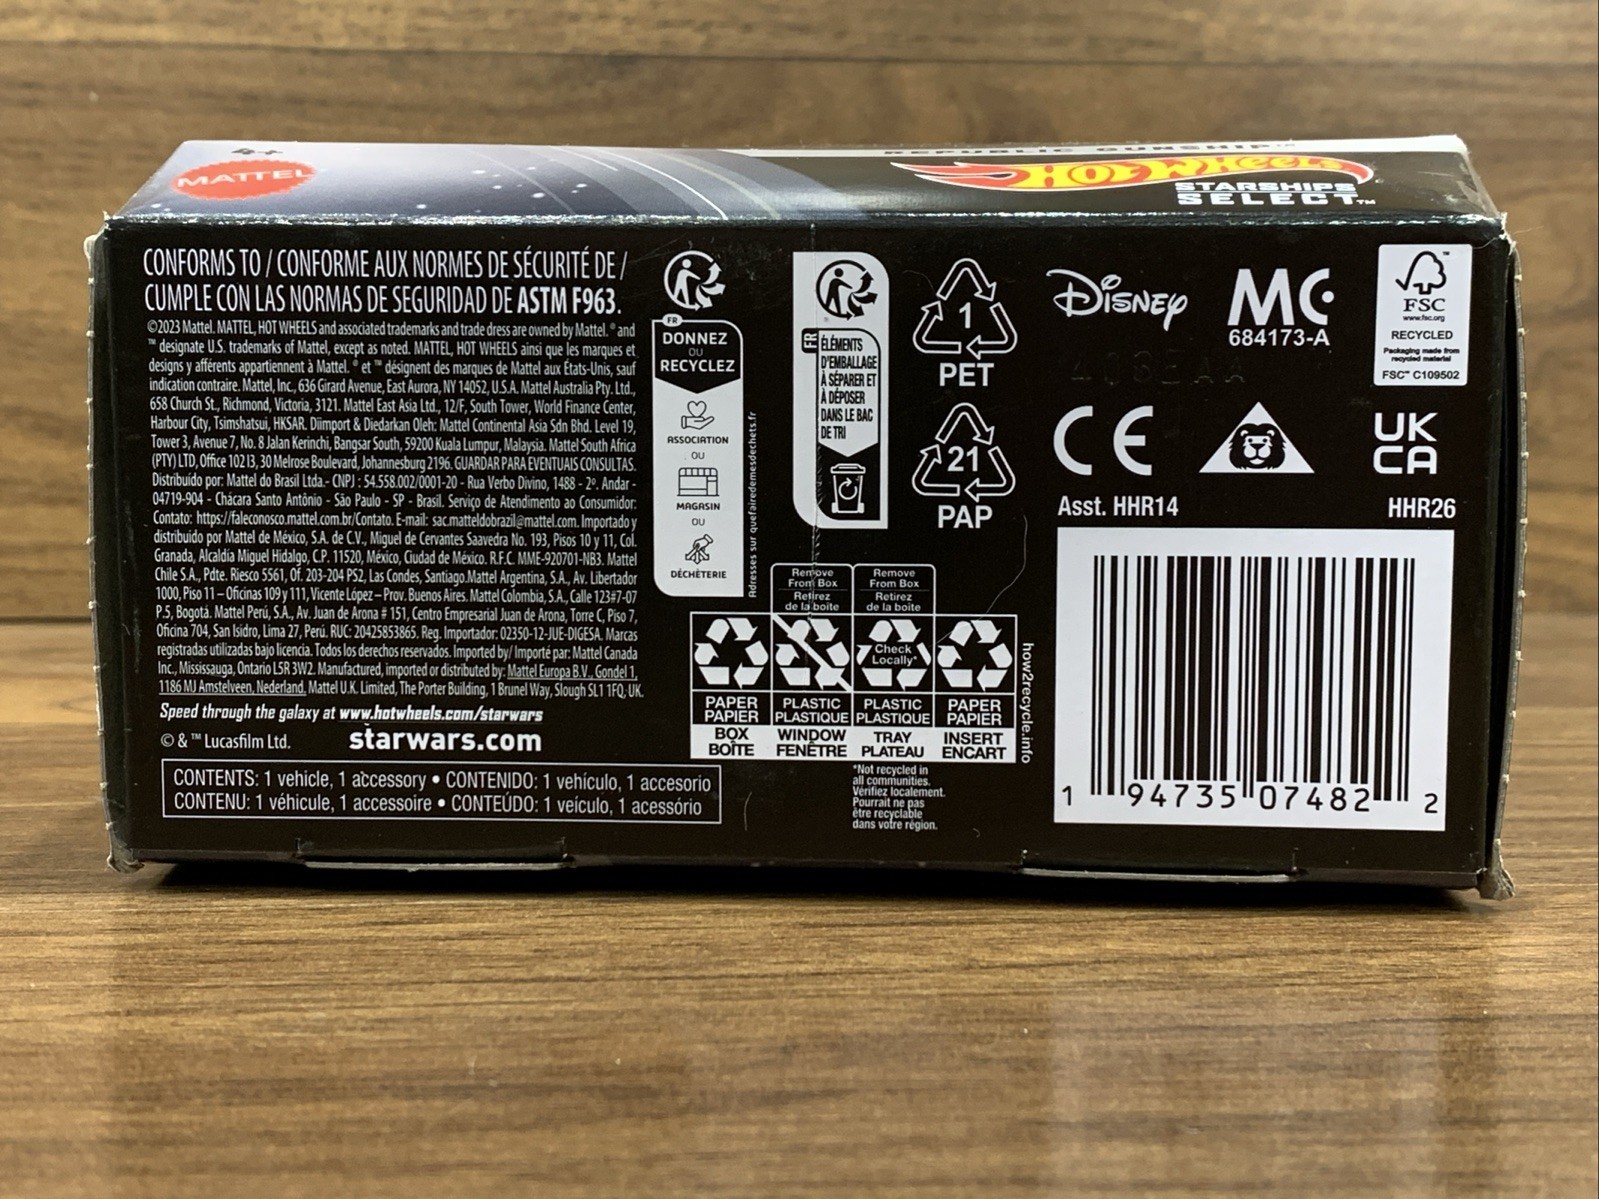 MATTEL
4+
REPUBLIC GUNSHIP™
HOT WHEELS
STARSHIPS
SELECT™
CONFORMS TO / CONFORME AUX NORMES DE SÉCURITÉ DE /
CUMPLE CON LAS NORMAS DE SEGURIDAD DE ASTM F963.
©2023 Mattel. MATTEL, HOT WHEELS and associated trademarks and trade dress are owned by Mattel. ® and
™ designate U.S. trademarks of Mattel, except as noted. MATTEL, HOT WHEELS ainsi que les marques et
designs y afférents appartiennent à Mattel. ® et ™ désignent des marques de Mattel aux États-Unis, sauf
indication contraire. Mattel, Inc., 636 Girard Avenue, East Aurora, NY 14052, U.S.A. Mattel Australia Pty. Ltd.,
658 Church St., Richmond, Victoria, 3121. Mattel East Asia Ltd., 12/F, South Tower, World Finance Center,
Harbour City, Tsimshatsui, HKSAR. Diimport & Diedarkan Oleh: Mattel Continental Asia Sdn Bhd. Level 19,
Tower 3, Avenue 7, No. 8 Jalan Kerinchi, Bangsar South, 59200 Kuala Lumpur, Malaysia. Mattel South Africa
(PTY) LTD, Office 102I3, 30 Melrose Boulevard, Johannesburg 2196. GUARDAR PARA EVENTUAIS CONSULTAS.
Distribuído por: Mattel do Brasil Ltda.- CNPJ : 54.558.002/0001-20 - Rua Verbo Divino, 1488 - 2º. Andar -
04719-904 - Chácara Santo Antônio - São Paulo - SP - Brasil. Serviço de Atendimento ao Consumidor:
Contato: https://faleconosco.mattel.com.br/Contato. E-mail: sac.matteldobrazil@mattel.com. Importado y
distribuido por Mattel de México, S.A. de C.V., Miguel de Cervantes Saavedra No. 193, Pisos 10 y 11, Col.
Granada, Alcaldía Miguel Hidalgo, C.P. 11520, México, Ciudad de México. R.F.C. MME-920701-NB3. Mattel
Chile S.A., Pdte. Riesco 5561, Of. 203-204 PS2, Las Condes, Santiago.Mattel Argentina, S.A., Av. Libertador
1000, Piso 11 – Oficinas 109 y 111, Vicente López – Prov. Buenos Aires. Mattel Colombia, S.A., Calle 123#7-07
P.5, Bogotá. Mattel Perú, S.A., Av. Juan de Arona # 151, Centro Empresarial Juan de Arona, Torre C, Piso 7,
Oficina 704, San Isidro, Lima 27, Perú. RUC: 20425853865. Reg. Importador: 02350-12-JUE-DIGESA. Marcas
registradas utilizadas bajo licencia. Todos los derechos reservados. Imported by/ Importé par: Mattel Canada
Inc., Mississauga, Ontario L5R 3W2. Manufactured, imported or distributed by: Mattel Europa B.V., Gondel 1,
1186 MJ Amstelveen, Nederland. Mattel U.K. Limited, The Porter Building, 1 Brunel Way, Slough SL1 1FQ, UK.
Speed through the galaxy at www.hotwheels.com/starwars
© & ™ Lucasfilm Ltd. starwars.com
CONTENTS: 1 vehicle, 1 accessory • CONTENIDO: 1 vehículo, 1 accesorio
CONTENU: 1 véhicule, 1 accessoire • CONTEÚDO: 1 veículo, 1 acessório
FR
DONNEZ
OU
RECYCLEZ
ASSOCIATION
OU
MAGASIN
OU
DÉCHÈTERIE
Adresses sur quefairedemesdechets.fr
FR
ÉLÉMENTS
D'EMBALLAGE
À SÉPARER ET
À DÉPOSER
DANS LE BAC
DE TRI
1
PET
21
PAP
Remove
From Box
Retirez
de la boîte
Remove
From Box
Retirez
de la boîte
Check
Locally*
PAPER
PAPIER
BOX
BOÎTE
PLASTIC
PLASTIQUE
WINDOW
FENÊTRE
PLASTIC
PLASTIQUE
TRAY
PLATEAU
PAPER
PAPIER
INSERT
ENCART
how2recycle.info
*Not recycled in
all communities.
Vérifiez localement.
Pourrait ne pas
être recyclable
dans votre région.
Disney
MC
684173-A
FSC
www.fsc.org
RECYCLED
Packaging made from
recycled material
FSC™ C109502
CE
UK
CA
Asst. HHR14 HHR26
1 94735 07482 2